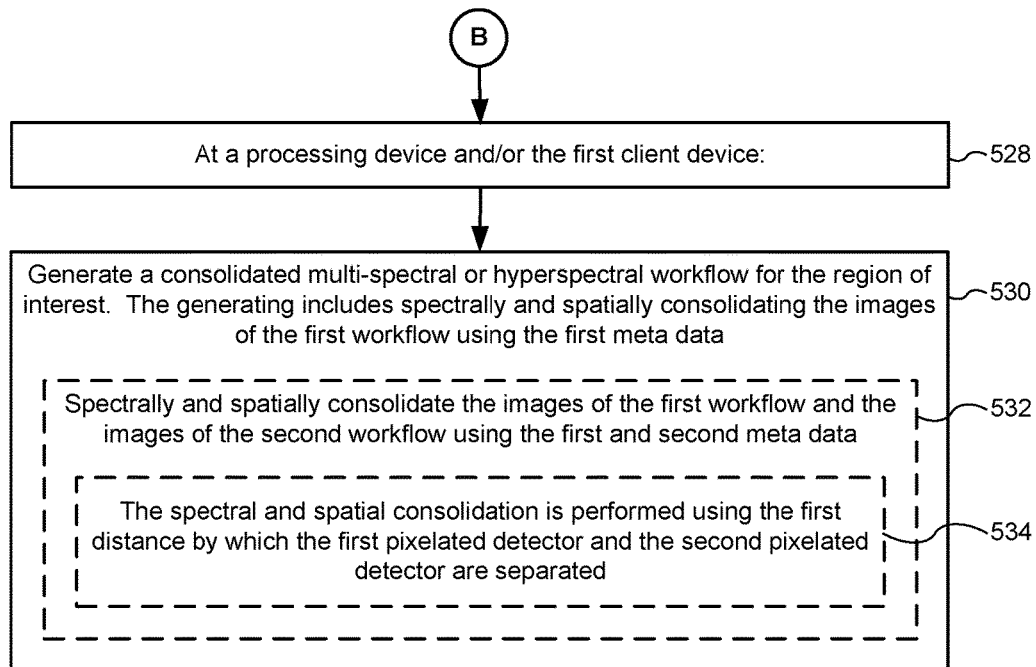 B
At a processing device and/or the first client device:
528
Generate a consolidated multi-spectral or hyperspectral workflow for the region of
interest. The generating includes spectrally and spatially consolidating the images
of the first workflow using the first meta data
530
Spectrally and spatially consolidate the images of the first workflow and the
images of the second workflow using the first and second meta data
532
The spectral and spatial consolidation is performed using the first
distance by which the first pixelated detector and the second pixelated
detector are separated
534